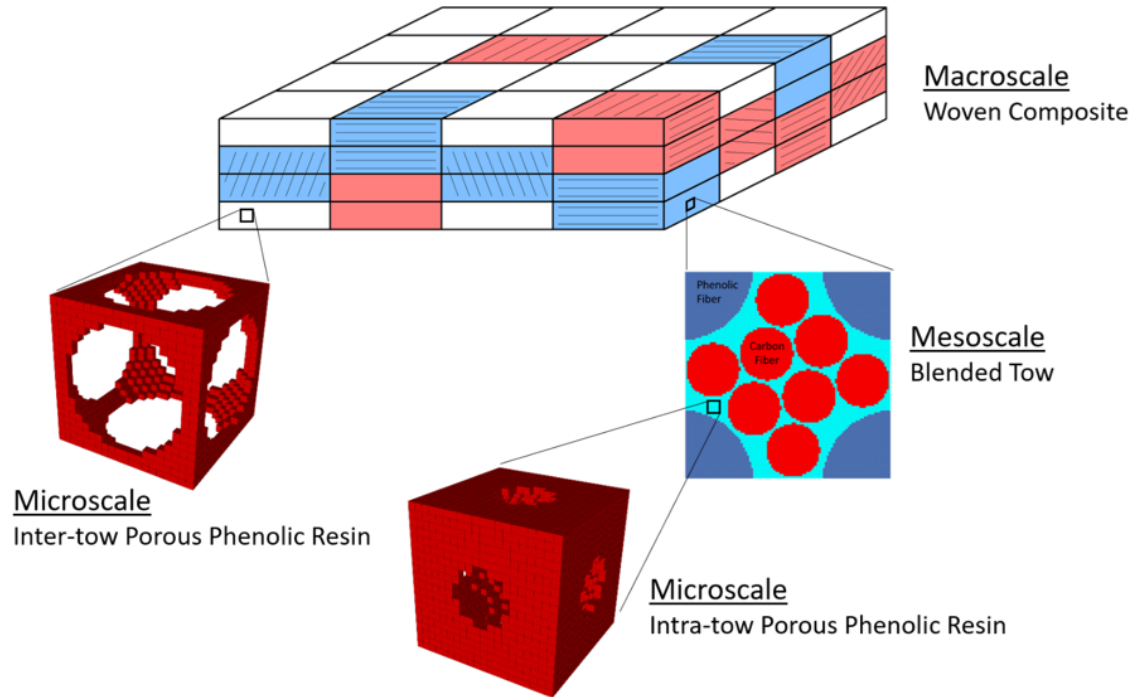 Macroscale
Woven Composite
Phenolic
Fiber
Carbon
Fiber
Mesoscale
Blended Tow
Microscale
Inter-tow Porous Phenolic Resin
Microscale
Intra-tow Porous Phenolic Resin